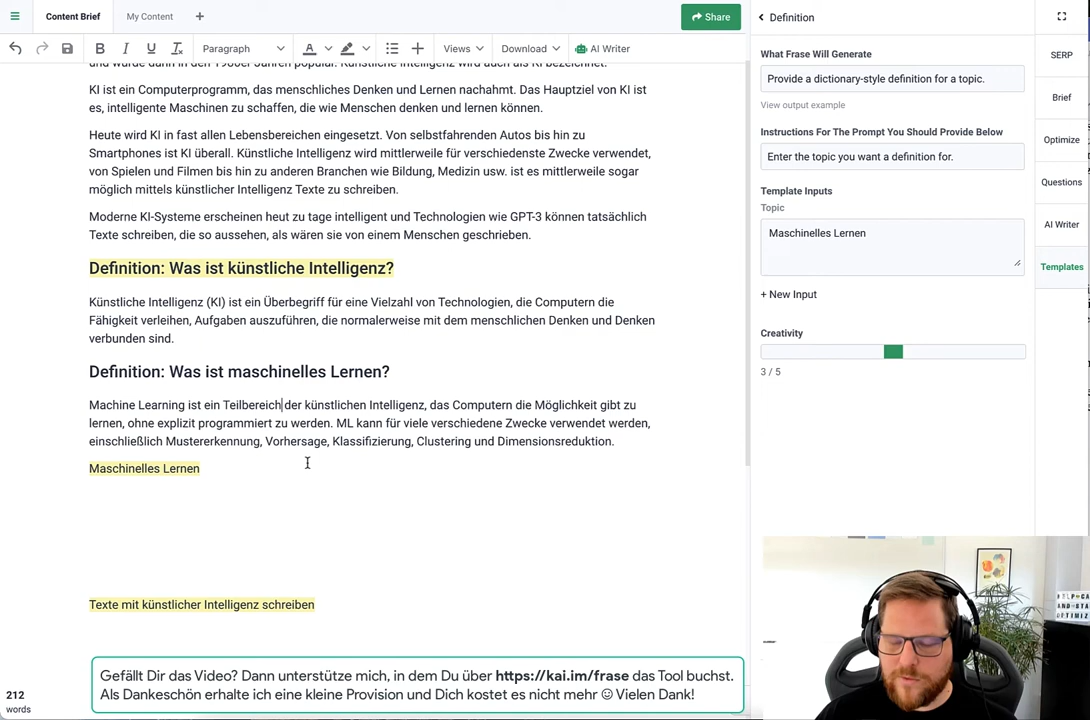 Content Brief
My Content
Share
B I U
Paragraph
A
Views
Download
AI Writer
und wurde dann in den 1960er Jahren populär. Künstliche Intelligenz wird auch als KI bezeichnet.
KI ist ein Computerprogramm, das menschliches Denken und Lernen nachahmt. Das Hauptziel von KI ist
es, intelligente Maschinen zu schaffen, die wie Menschen denken und lernen können.
Heute wird KI in fast allen Lebensbereichen eingesetzt. Von selbstfahrenden Autos bis hin zu
Smartphones ist KI überall. Künstliche Intelligenz wird mittlerweile für verschiedenste Zwecke verwendet,
von Spielen und Filmen bis hin zu anderen Branchen wie Bildung, Medizin usw. ist es mittlerweile sogar
möglich mittels künstlicher Intelligenz Texte zu schreiben.
Moderne KI-Systeme erscheinen heut zu tage intelligent und Technologien wie GPT-3 können tatsächlich
Texte schreiben, die so aussehen, als wären sie von einem Menschen geschrieben.
Definition: Was ist künstliche Intelligenz?
Künstliche Intelligenz (KI) ist ein Überbegriff für eine Vielzahl von Technologien, die Computern die
Fähigkeit verleihen, Aufgaben auszuführen, die normalerweise mit dem menschlichen Denken und Denken
verbunden sind.
Definition: Was ist maschinelles Lernen?
Machine Learning ist ein Teilbereich der künstlichen Intelligenz, das Computern die Möglichkeit gibt zu
lernen, ohne explizit programmiert zu werden. ML kann für viele verschiedene Zwecke verwendet werden,
einschließlich Mustererkennung, Vorhersage, Klassifizierung, Clustering und Dimensionsreduktion.
Maschinelles Lernen
Texte mit künstlicher Intelligenz schreiben
Gefällt Dir das Video? Dann unterstütze mich, in dem Du über https://kai.im/frase das Tool buchst.
Als Dankeschön erhalte ich eine kleine Provision und Dich kostet es nicht mehr ☺ Vielen Dank!
212
words
Definition
What Frase Will Generate
Provide a dictionary-style definition for a topic.
View output example
Instructions For The Prompt You Should Provide Below
Enter the topic you want a definition for.
Template Inputs
Topic
Maschinelles Lernen
+ New Input
Creativity
3 / 5
SERP
Brief
Optimize
Questions
AI Writer
Templates